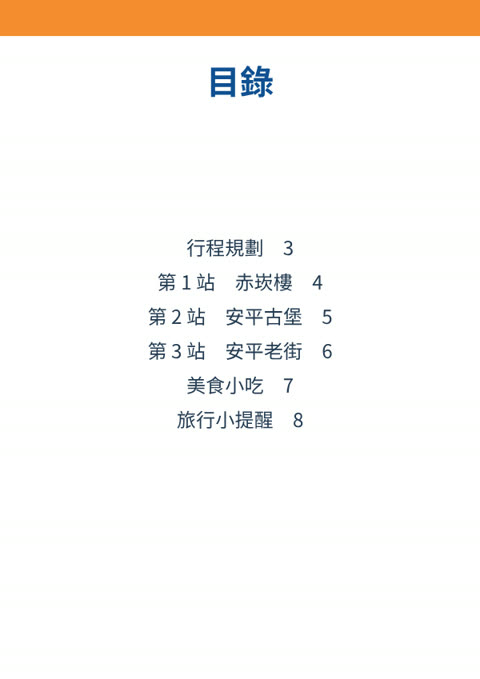 目錄
行程規劃　3
第 1 站　赤崁樓　4
第 2 站　安平古堡　5
第 3 站　安平老街　6
美食小吃　7
旅行小提醒　8